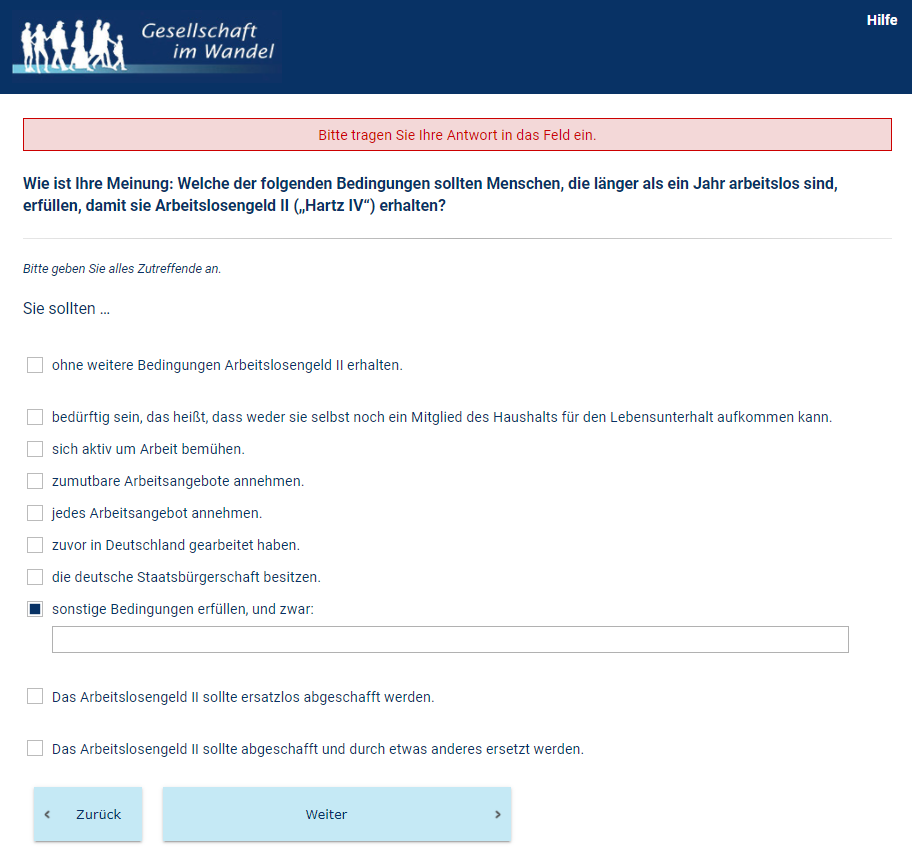 Gesellschaft
im Wandel
Hilfe
Bitte tragen Sie Ihre Antwort in das Feld ein.
Wie ist Ihre Meinung: Welche der folgenden Bedingungen sollten Menschen, die länger als ein Jahr arbeitslos sind,
erfüllen, damit sie Arbeitslosengeld II („Hartz IV“) erhalten?
Bitte geben Sie alles Zutreffende an.
Sie sollten ...
ohne weitere Bedingungen Arbeitslosengeld II erhalten.
bedürftig sein, das heißt, dass weder sie selbst noch ein Mitglied des Haushalts für den Lebensunterhalt aufkommen kann.
sich aktiv um Arbeit bemühen.
zumutbare Arbeitsangebote annehmen.
jedes Arbeitsangebot annehmen.
zuvor in Deutschland gearbeitet haben.
die deutsche Staatsbürgerschaft besitzen.
sonstige Bedingungen erfüllen, und zwar:
Das Arbeitslosengeld II sollte ersatzlos abgeschafft werden.
Das Arbeitslosengeld II sollte abgeschafft und durch etwas anderes ersetzt werden.
Zurück
Weiter